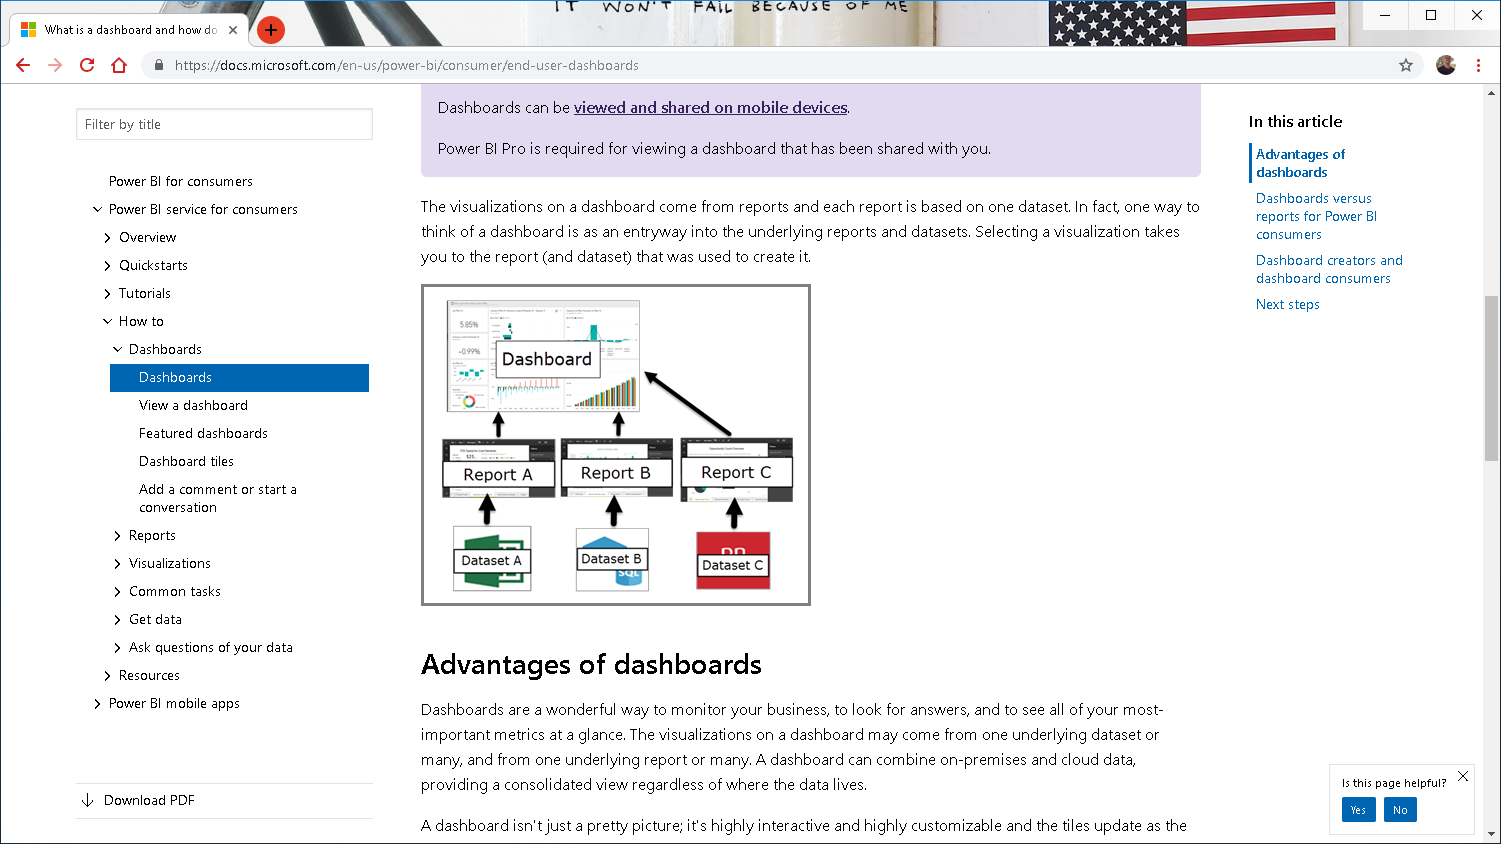 IT WON'T FAIL BECAUSE OF ME
What is a dashboard and how do
https://docs.microsoft.com/en-us/power-bi/consumer/end-user-dashboards
Filter by title
Power BI for consumers
Power BI service for consumers
Overview
Quickstarts
Tutorials
How to
Dashboards
Dashboards
View a dashboard
Featured dashboards
Dashboard tiles
Add a comment or start a
conversation
Reports
Visualizations
Common tasks
Get data
Ask questions of your data
Resources
Power BI mobile apps
Download PDF
Dashboards can be viewed and shared on mobile devices.
Power BI Pro is required for viewing a dashboard that has been shared with you.
The visualizations on a dashboard come from reports and each report is based on one dataset. In fact, one way to
think of a dashboard is as an entryway into the underlying reports and datasets. Selecting a visualization takes
you to the report (and dataset) that was used to create it.
5.85%
-0.99%
Dashboard
Report A
Report B
Report C
Dataset A
Dataset B
SQL
Dataset C
Advantages of dashboards
Dashboards are a wonderful way to monitor your business, to look for answers, and to see all of your most-
important metrics at a glance. The visualizations on a dashboard may come from one underlying dataset or
many, and from one underlying report or many. A dashboard can combine on-premises and cloud data,
providing a consolidated view regardless of where the data lives.
A dashboard isn't just a pretty picture; it's highly interactive and highly customizable and the tiles update as the
In this article
Advantages of
dashboards
Dashboards versus
reports for Power BI
consumers
Dashboard creators and
dashboard consumers
Next steps
Is this page helpful?
Yes
No